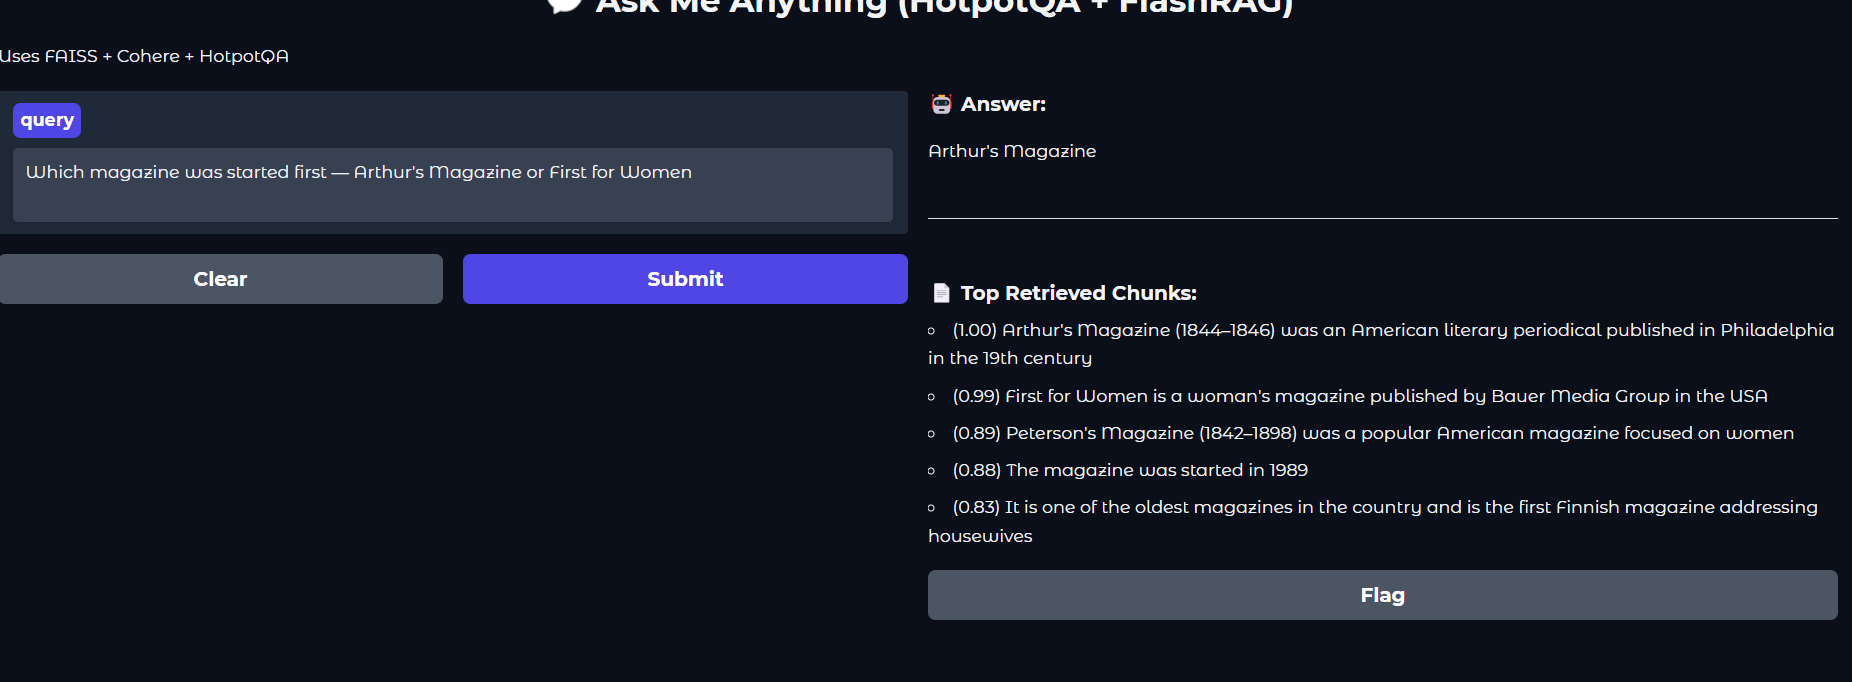 Ask Me Anything (HotpotQA + FlashRAG)
Uses FAISS + Cohere + HotpotQA
query
Which magazine was started first — Arthur's Magazine or First for Women
Clear
Submit
Answer:
Arthur's Magazine
Top Retrieved Chunks:
(1.00) Arthur's Magazine (1844–1846) was an American literary periodical published in Philadelphia
in the 19th century
(0.99) First for Women is a woman's magazine published by Bauer Media Group in the USA
(0.89) Peterson's Magazine (1842–1898) was a popular American magazine focused on women
(0.88) The magazine was started in 1989
(0.83) It is one of the oldest magazines in the country and is the first Finnish magazine addressing
housewives
Flag